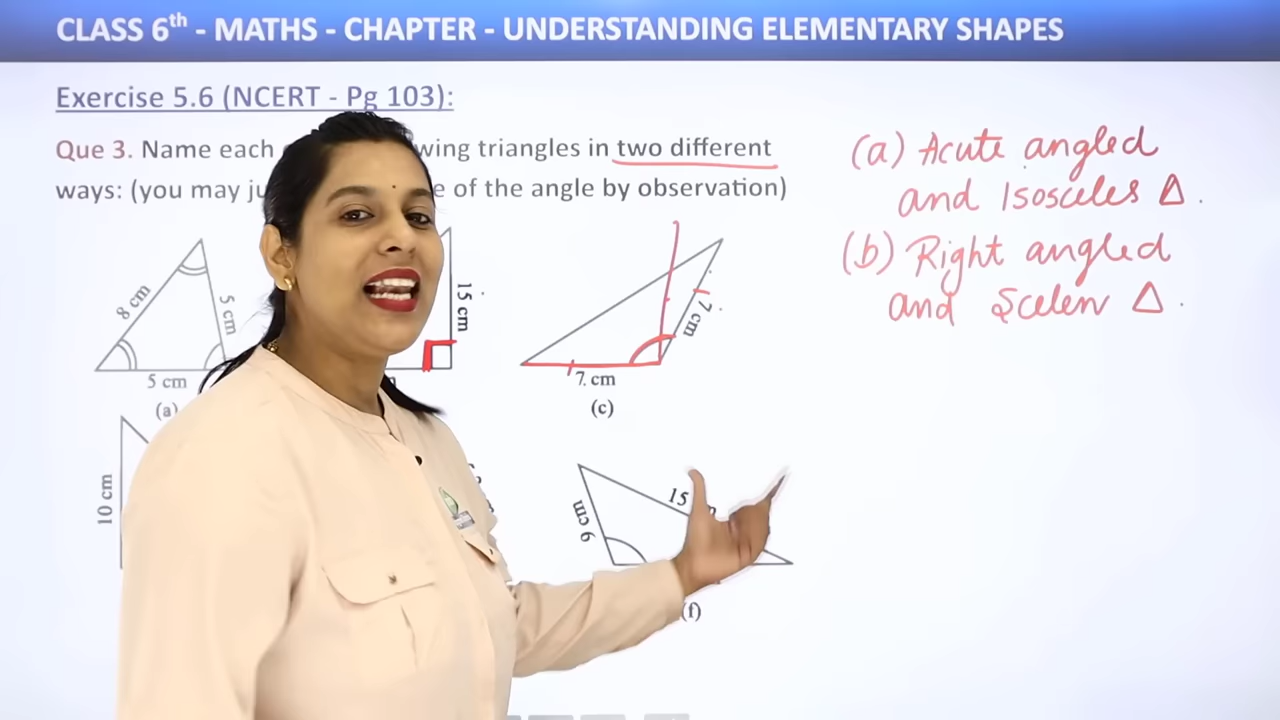 CLASS 6th - MATHS - CHAPTER - UNDERSTANDING ELEMENTARY SHAPES
Exercise 5.6 (NCERT - Pg 103):
Que 3. Name each wing triangles in two different
ways: (you may ju e of the angle by observation)
(a) Acute angled
and Isosceles Δ.
(b) Right angled
and Scelen Δ.
8 cm
5 cm
5 cm
(a)
15 cm
7 cm
7 cm
(c)
10 cm
9 cm
15
(f)